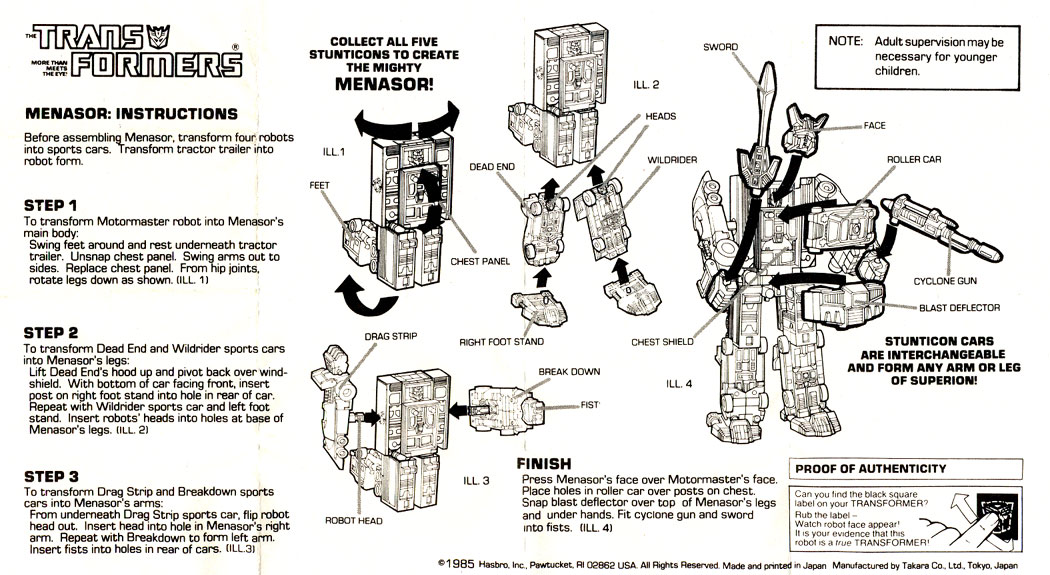 THE TRANSFORMERS ®
MORE THAN
MEETS
THE EYE!
MENASOR: INSTRUCTIONS
Before assembling Menasor, transform four robots
into sports cars. Transform tractor trailer into
robot form.
STEP 1
To transform Motormaster robot into Menasor's
main body:
Swing feet around and rest underneath tractor
trailer. Unsnap chest panel. Swing arms out to
sides. Replace chest panel. From hip joints,
rotate legs down as shown. (ILL. 1)
STEP 2
To transform Dead End and Wildrider sports cars
into Menasor's legs:
Lift Dead End's hood up and pivot back over wind-
shield. With bottom of car facing front, insert
post on right foot stand into hole in rear of car.
Repeat with Wildrider sports car and left foot
stand. Insert robots' heads into holes at base of
Menasor's legs. (ILL. 2)
STEP 3
To transform Drag Strip and Breakdown sports
cars into Menasor's arms:
From underneath Drag Strip sports car, flip robot
head out. Insert head into hole in Menasor's right
arm. Repeat with Breakdown to form left arm.
Insert fists into holes in rear of cars. (ILL.3)
COLLECT ALL FIVE
STUNTICONS TO CREATE
THE MIGHTY
MENASOR!
ILL.1
FEET
CHEST PANEL
ILL. 2
HEADS
DEAD END
WILDRIDER
RIGHT FOOT STAND
DRAG STRIP
BREAK DOWN
FIST
ROBOT HEAD
ILL. 3
NOTE: Adult supervision may be
necessary for younger
children.
SWORD
FACE
ROLLER CAR
CYCLONE GUN
BLAST DEFLECTOR
CHEST SHIELD
ILL. 4
STUNTICON CARS
ARE INTERCHANGEABLE
AND FORM ANY ARM OR LEG
OF SUPERION!
FINISH
Press Menasor's face over Motormaster's face.
Place holes in roller car over posts on chest.
Snap blast deflector over top of Menasor's legs
and under hands. Fit cyclone gun and sword
into fists. (ILL. 4)
PROOF OF AUTHENTICITY
Can you find the black square
label on your TRANSFORMER?
Rub the label –
Watch robot face appear!
It is your evidence that this
robot is a true TRANSFORMER!
©1985 Hasbro, Inc., Pawtucket, RI 02862 USA. All Rights Reserved. Made and printed in Japan Manufactured by Takara Co., Ltd., Tokyo, Japan